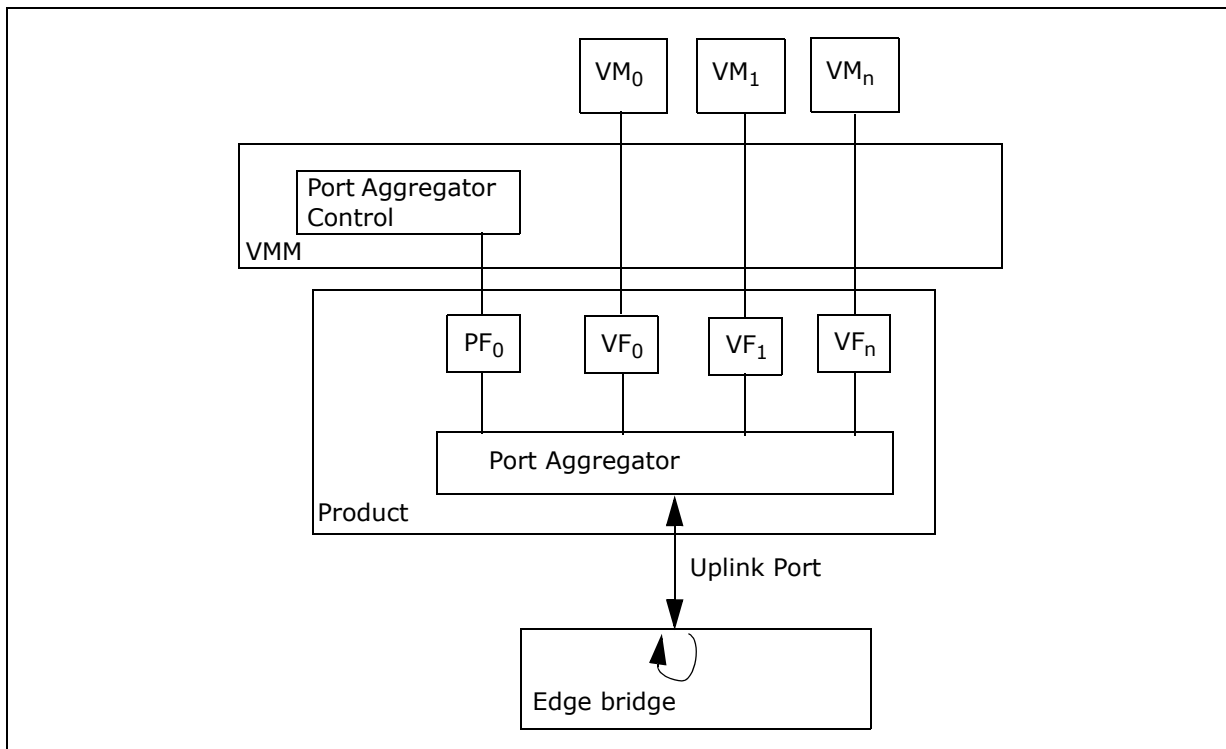 VM0
VM1
VMn
Port Aggregator
Control
VMM
PF0
VF0
VF1
VFn
Port Aggregator
Product
Uplink Port
Edge bridge